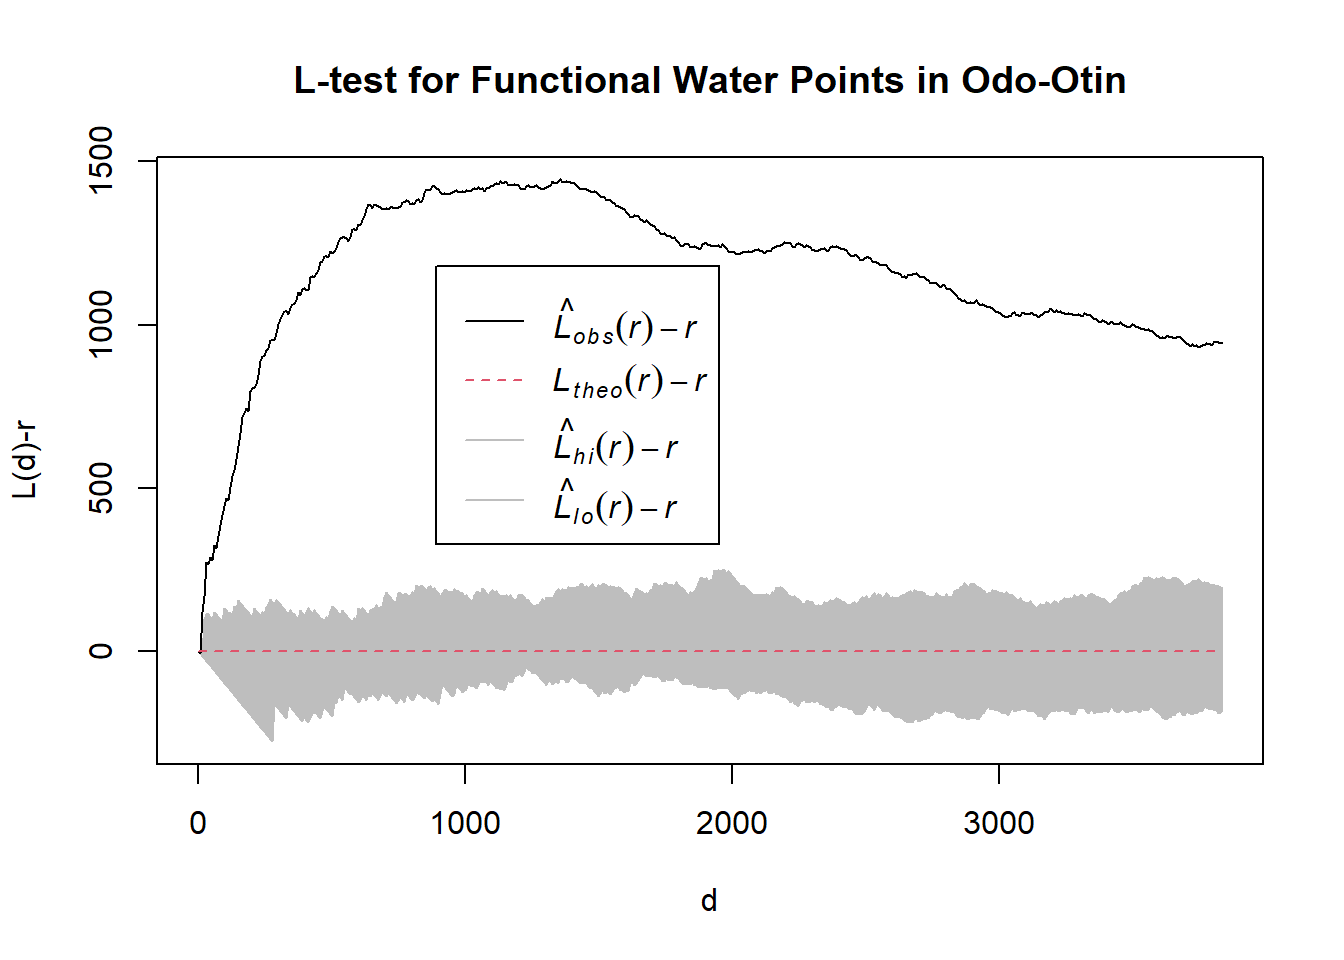 L-test for Functional Water Points in Odo-Otin
1500
1000
500
0
L(d)-r
L̂obs(r) – r
Ltheo(r) – r
L̂hi(r) – r
L̂lo(r) – r
0 1000 2000 3000
d